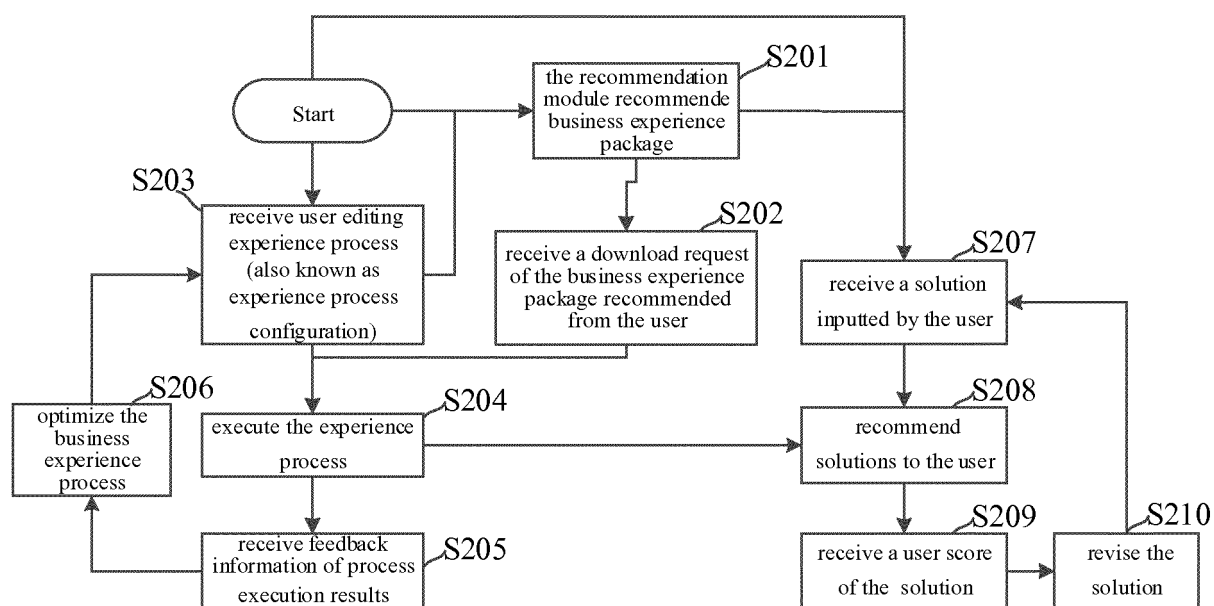 S201
the recommendation
module recommende
business experience
package
Start
S203
receive user editing
experience process
(also known as
experience process
configuration)
S202
receive a download request
of the business experience
package recommended
from the user
S207
receive a solution
inputted by the user
S206
optimize the
business
experience
process
S204
execute the experience
process
S208
recommend
solutions to the user
S205
receive feedback
information of process
execution results
S209
receive a user score
of the solution
S210
revise the
solution